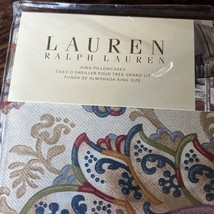 LAUREN
RALPH LAUREN
KING PILLOWCASES
TAIES D'OREILLER POUR TRÈS GRAND LIT
FUNDA DE ALMOHADA KING SIZE